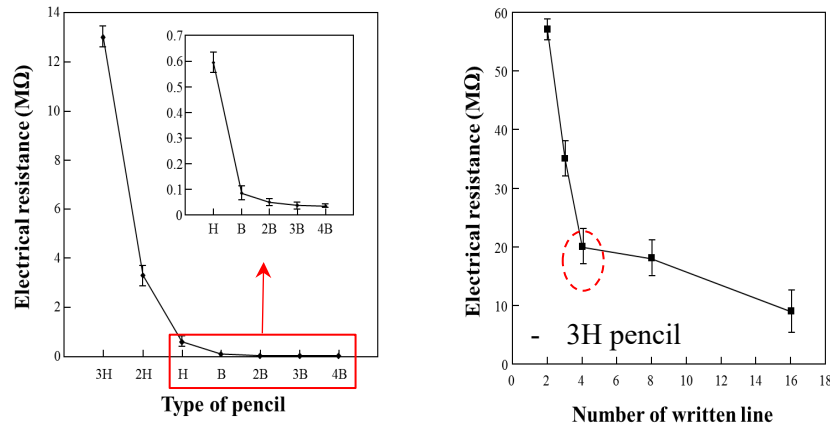 Electrical resistance (MΩ)
14
12
10
8
6
4
2
0
3H 2H H B 2B 3B 4B
Type of pencil
0.7
0.6
0.5
0.4
0.3
0.2
0.1
0
H B 2B 3B 4B
Electrical resistance (MΩ)
60
50
40
30
20
10
0
- 3H pencil
0 2 4 6 8 10 12 14 16 18
Number of written line